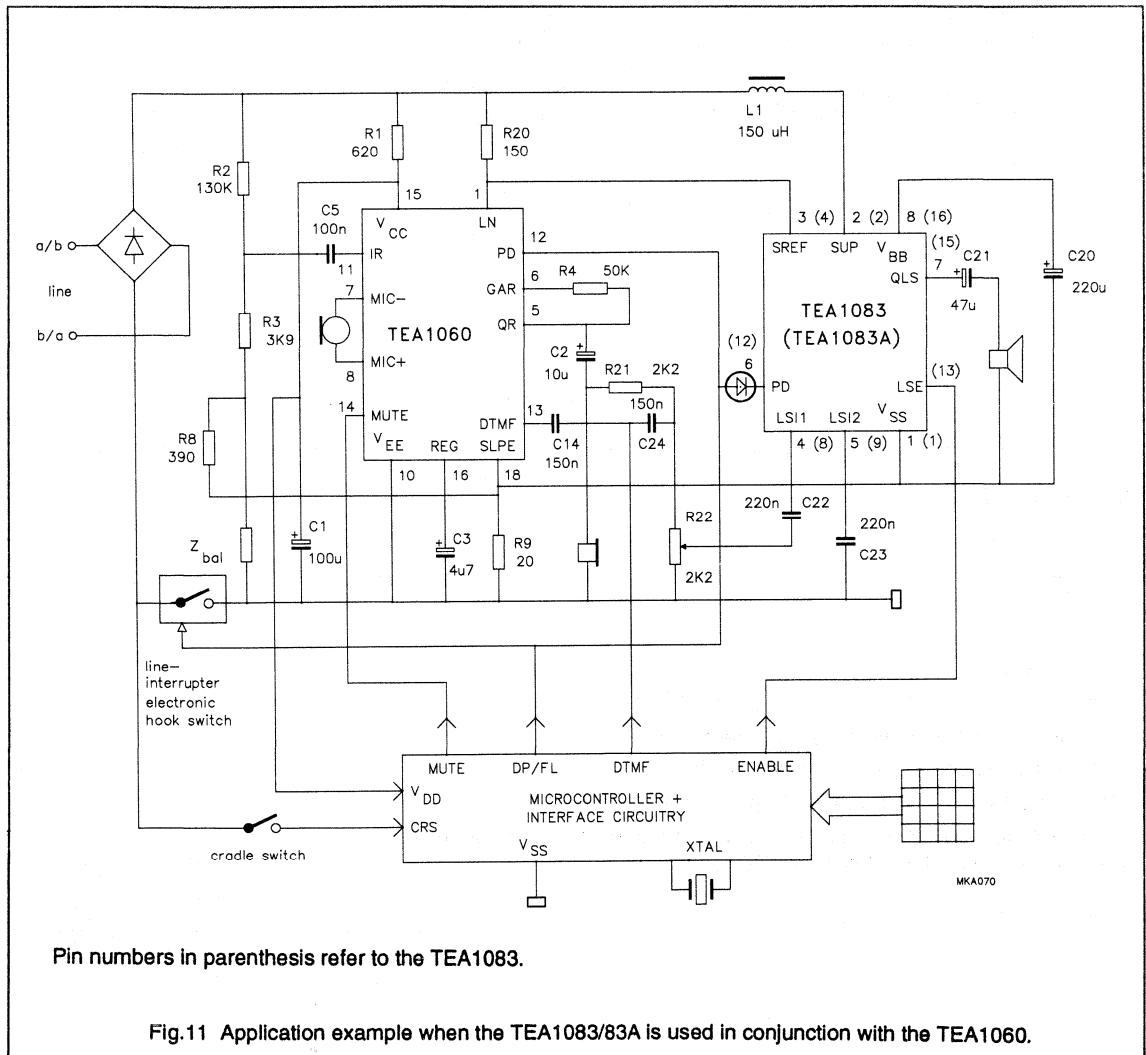 L1
150 uH
R1
620
R20
150
R2
130K
15
1
C5
100n
3 (4)
2 (2)
8 (16)
a/b
line
b/a
VCC
LN
IR
11
PD
12
SREF
SUP
VBB
(15)
7
QLS
C21
47u
C20
220u
7
MIC-
GAR
6
R4
50K
QR
5
R3
3K9
TEA1060
TEA1083
(TEA1083A)
MIC+
8
C2
10u
(12)
6
R21
2K2
PD
LSE
(13)
14
MUTE
150n
DTMF
13
C14
150n
C24
LSI1
LSI2
VSS
R8
390
VEE
REG
SLPE
10
16
18
4 (8)
5 (9)
1 (1)
220n
C22
R22
2K2
220n
C23
Zbal
C1
100u
C3
4u7
R9
20
line-
interrupter
electronic
hook switch
MUTE
DP/FL
DTMF
ENABLE
VDD
MICROCONTROLLER +
INTERFACE CIRCUITRY
CRS
cradle switch
VSS
XTAL
MKA070
Pin numbers in parenthesis refer to the TEA1083.
Fig.11 Application example when the TEA1083/83A is used in conjunction with the TEA1060.